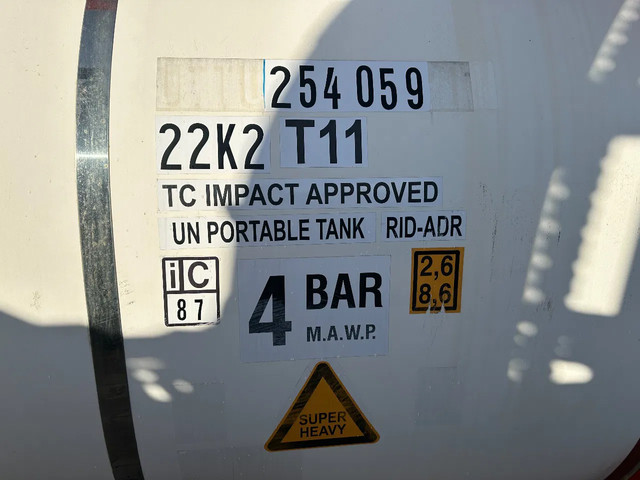 254 059
22K2 T11
TC IMPACT APPROVED
UN PORTABLE TANK RID-ADR
ic
87
4 BAR
M.A.W.P.
2,6
8,6
SUPER
HEAVY